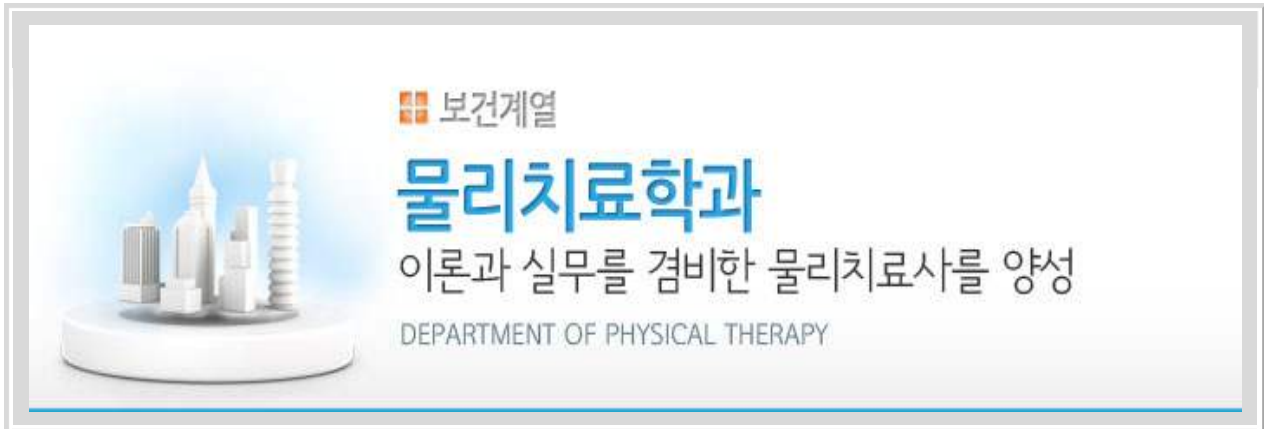 보건계열
물리치료학과
이론과 실무를 겸비한 물리치료사를 양성
DEPARTMENT OF PHYSICAL THERAPY